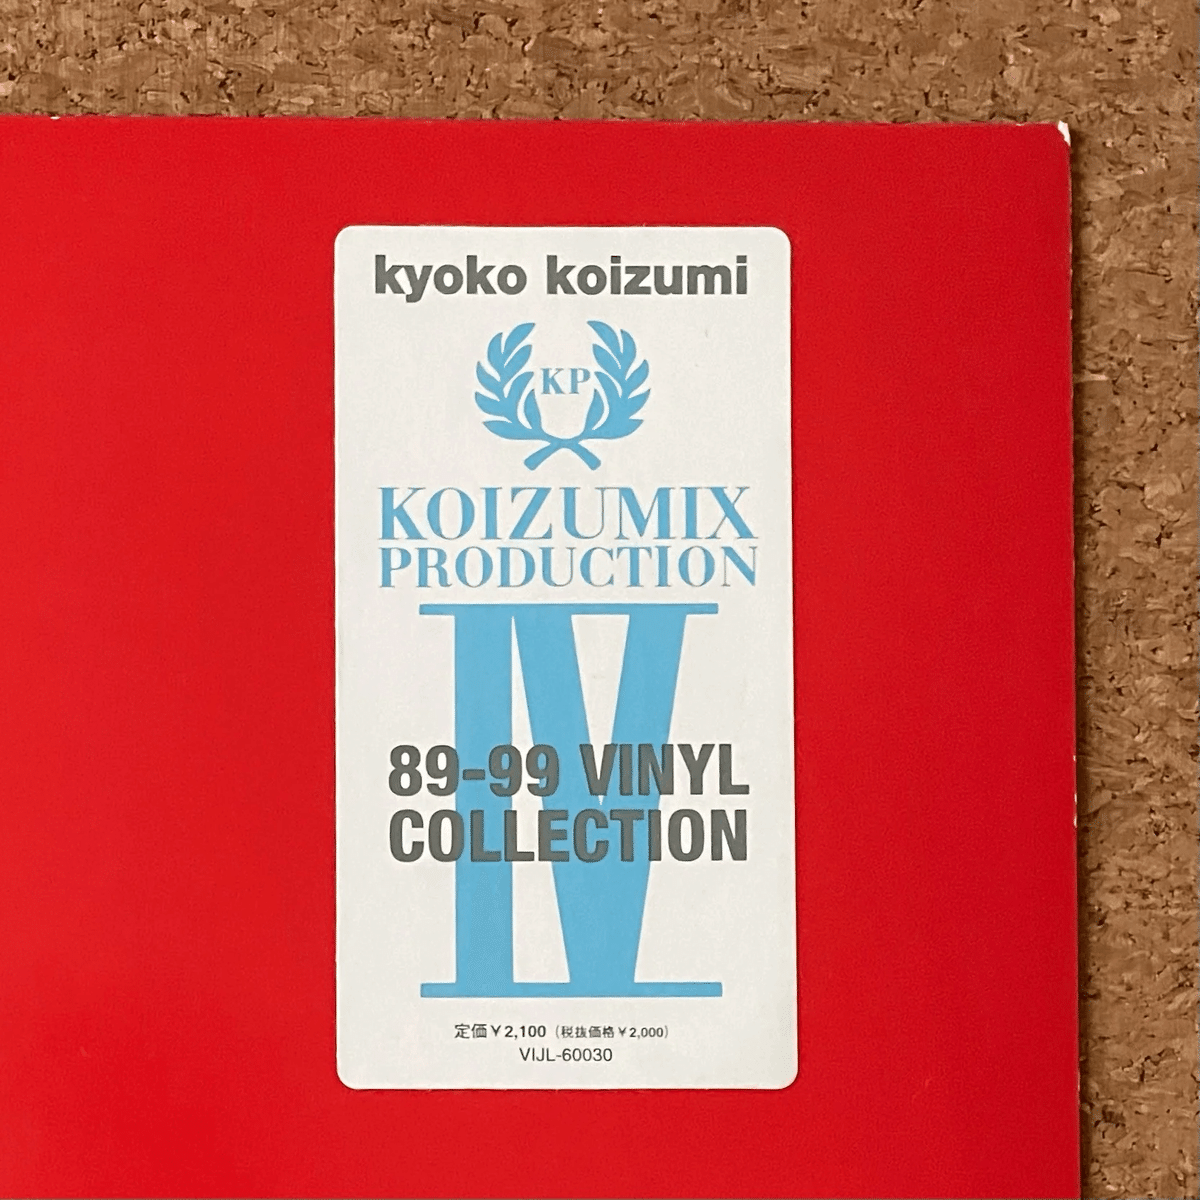 kyoko koizumi
KP
KOIZUMIX
PRODUCTION
IV
89-99 VINYL
COLLECTION
定価￥2,100（税抜価格￥2,000）
VIJL-60030